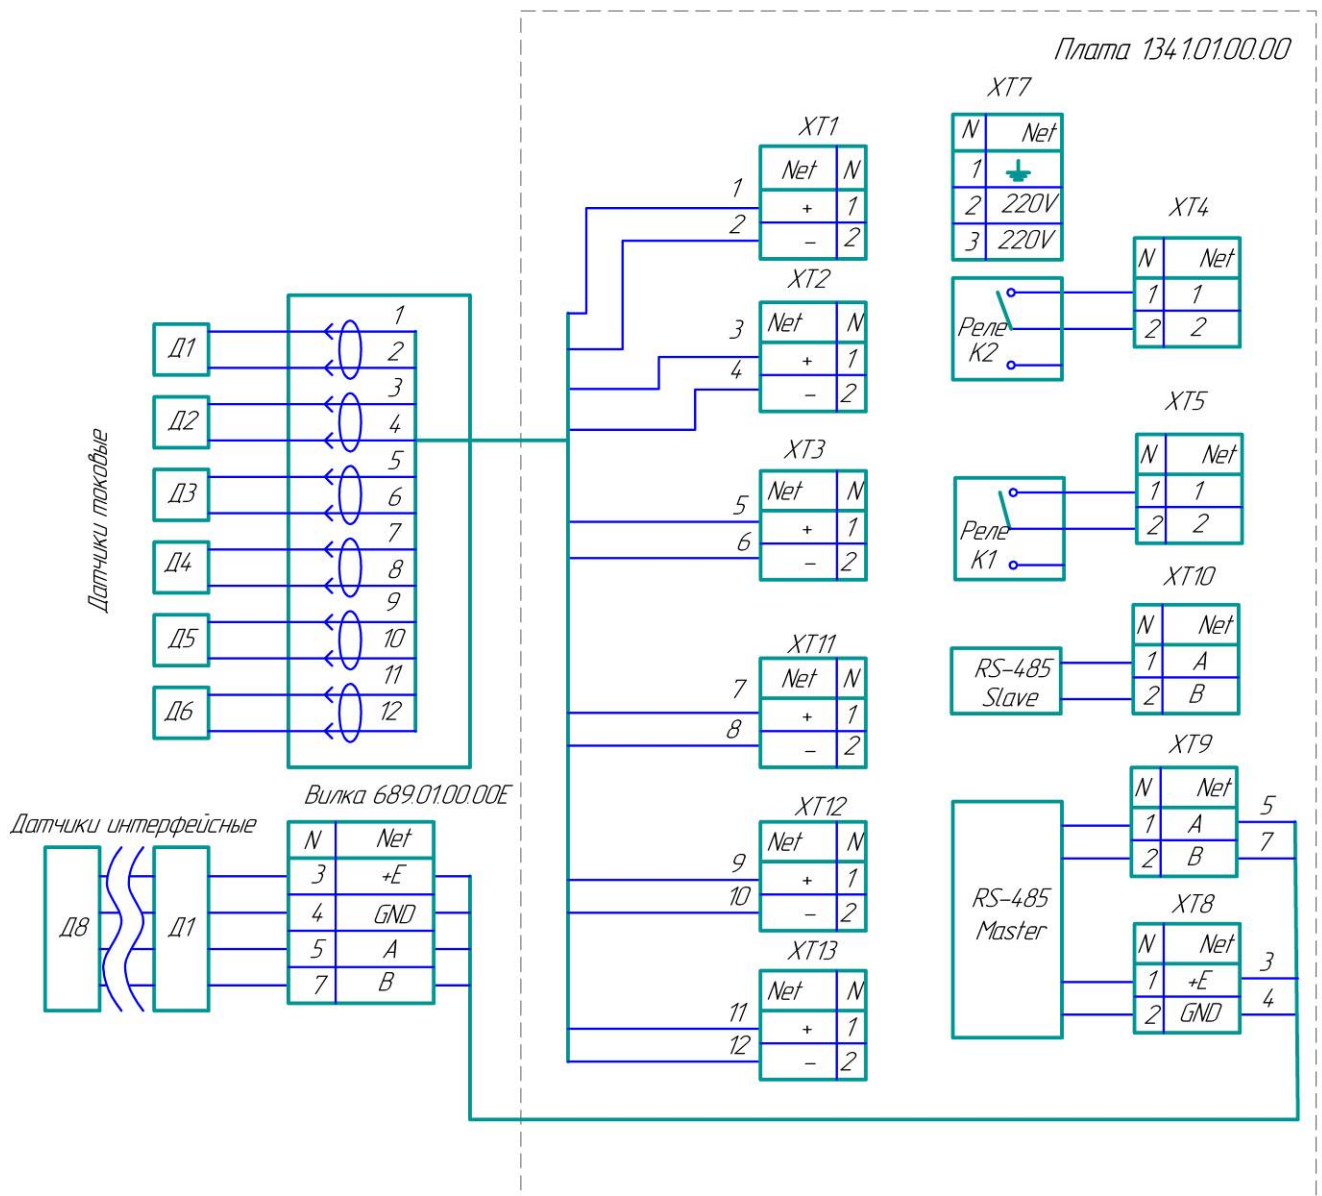 Плата 1341.01.00.00
XT7
N Net
1
2 220V
3 220V
XT1
Net N
1 + 1
2 – 2
XT4
N Net
1 1
2 2
Реле
K2
XT2
Net N
3 + 1
4 – 2
Датчики токовые
Д1
1
2
Д2
3
4
Д3
5
6
Д4
7
8
Д5
9
10
Д6
11
12
XT5
N Net
1 1
2 2
Реле
K1
XT3
Net N
5 + 1
6 – 2
XT10
N Net
1 A
2 B
RS-485
Slave
XT11
Net N
7 + 1
8 – 2
XT9
N Net
1 A 5
2 B 7
Вилка 689.01.00.00E
Датчики интерфейсные
Д8
Д1
N Net
3 +E
4 GND
5 A
7 B
XT12
Net N
9 + 1
10 – 2
RS-485
Master
XT8
N Net
1 +E 3
2 GND 4
XT13
Net N
11 + 1
12 – 2